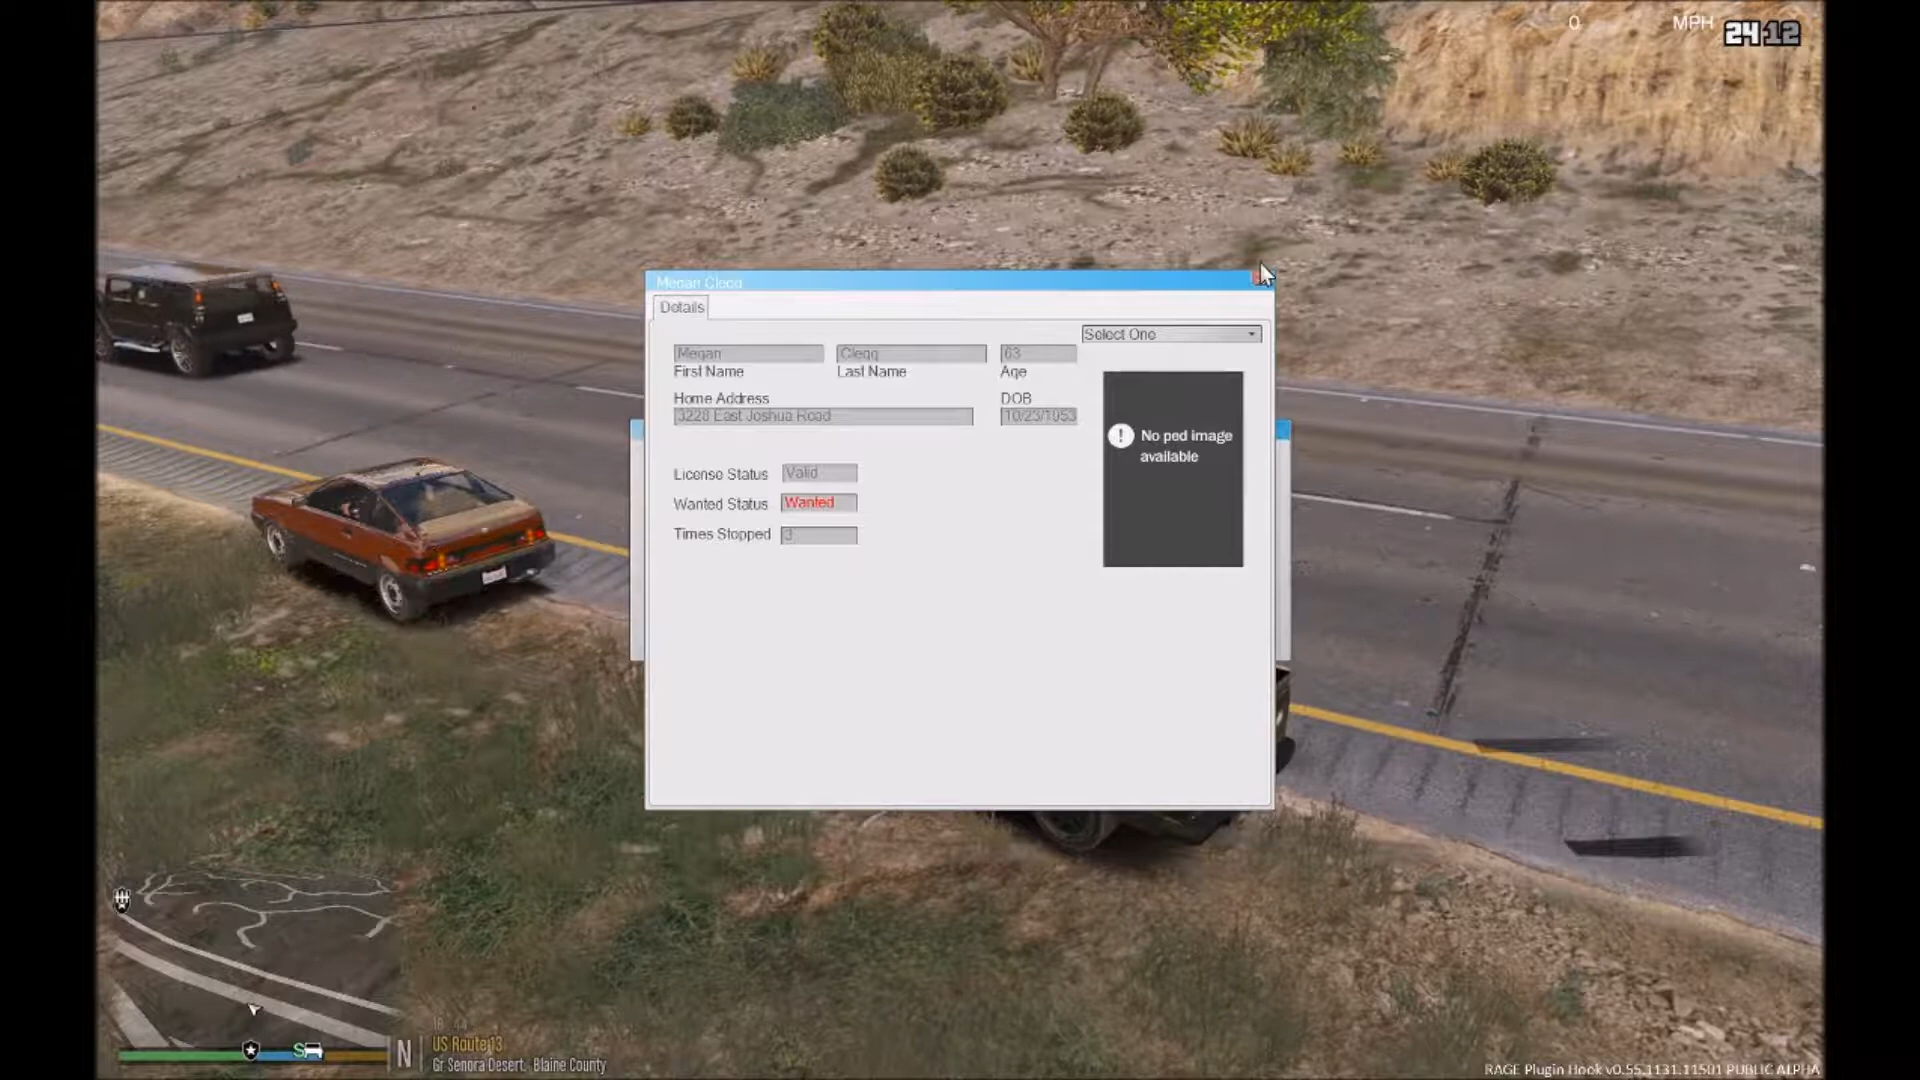 0 MPH 2412
Megan Clegg
Details
Select One
Megan Clegg 63
First Name Last Name Age
Home Address DOB
3228 East Joshua Road 10/23/1953
No ped image
available
License Status Valid
Wanted Status Wanted
Times Stopped 3
N
US Route 13
Gr Senora Desert, Blaine County
RAGE Plugin Hook v0.55.1131.11501 PUBLIC ALPHA